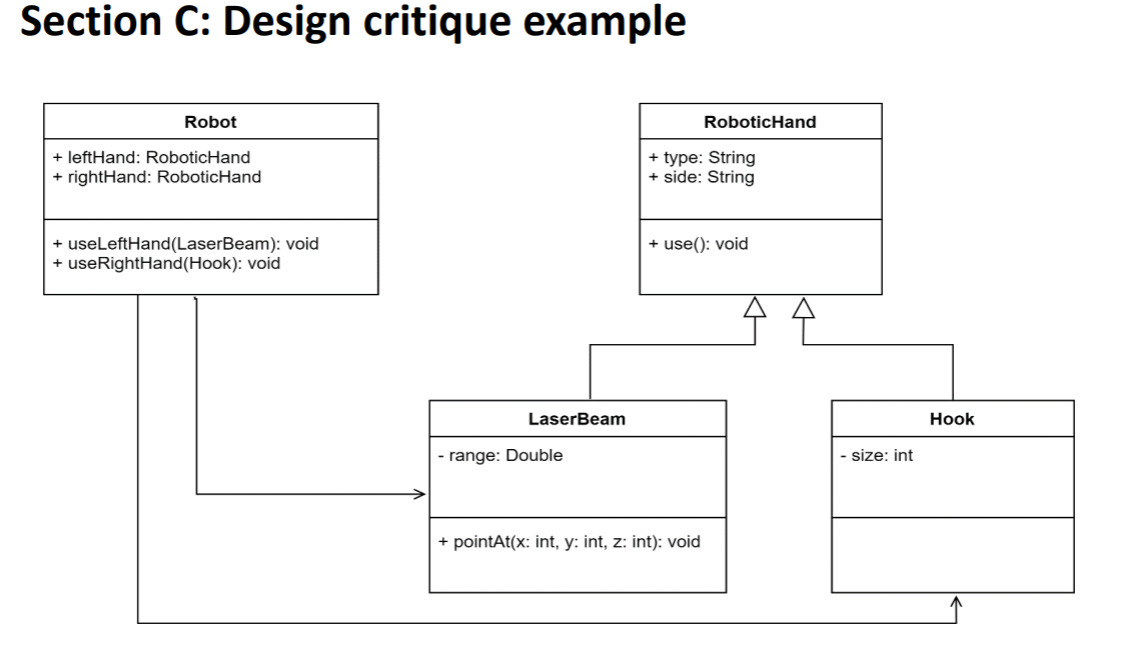 Section C: Design critique example
Robot
+ leftHand: RoboticHand
+ rightHand: RoboticHand
+ useLeftHand(LaserBeam): void
+ useRightHand(Hook): void
RoboticHand
+ type: String
+ side: String
+ use(): void
LaserBeam
- range: Double
+ pointAt(x: int, y: int, z: int): void
Hook
- size: int